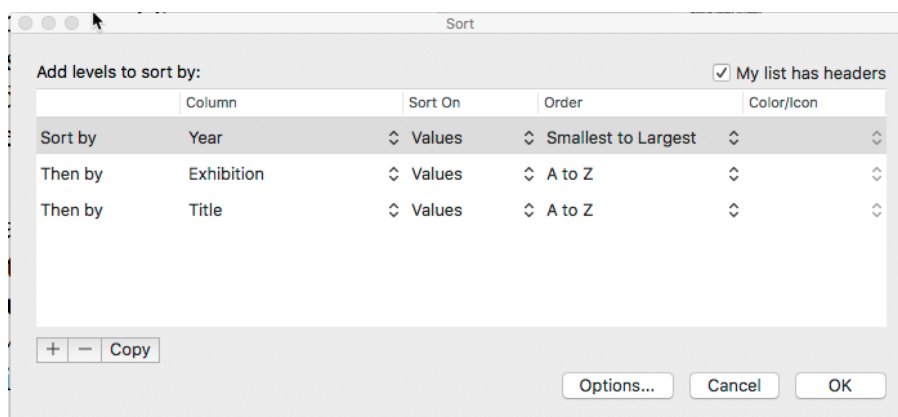 Sort
Add levels to sort by:
My list has headers
Column Sort On Order Color/Icon
Sort by Year Values Smallest to Largest
Then by Exhibition Values A to Z
Then by Title Values A to Z
+ − Copy
Options... Cancel OK